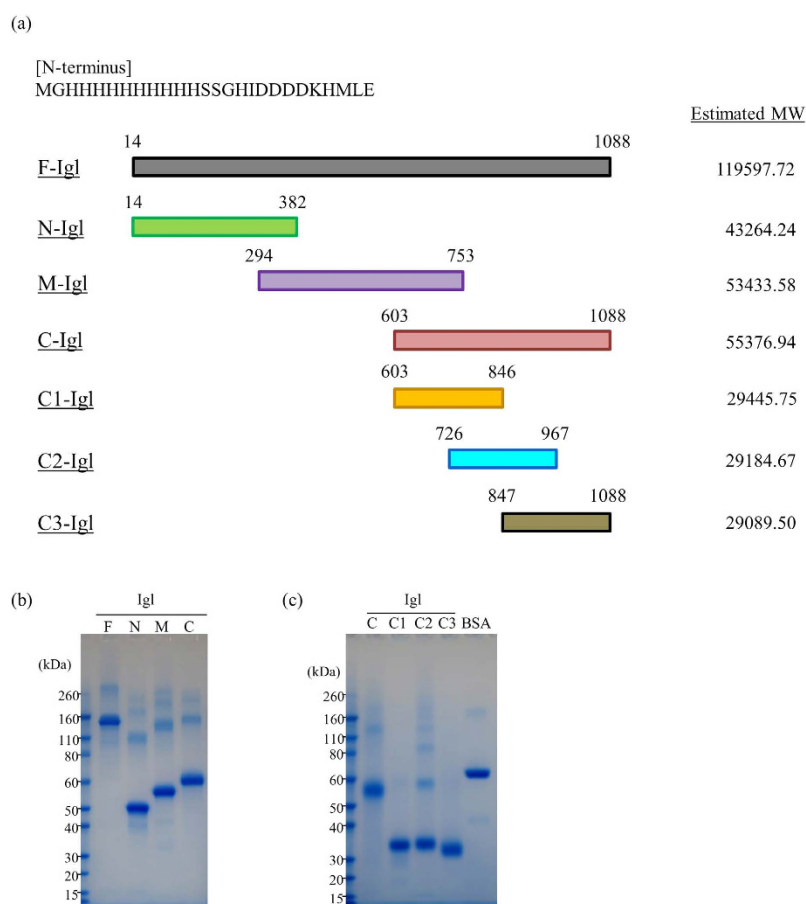 (a)
[N-terminus]
MGHHHHHHHHHHSSGHIDDDDKHMLE
Estimated MW
14 1088
F-Igl 119597.72
14 382
N-Igl 43264.24
294 753
M-Igl 53433.58
603 1088
C-Igl 55376.94
603 846
C1-Igl 29445.75
726 967
C2-Igl 29184.67
847 1088
C3-Igl 29089.50
(b)
Igl
F N M C
(kDa)
260
160
110
80
60
50
40
30
20
15
(c)
Igl
C C1 C2 C3 BSA
(kDa)
260
160
110
80
60
50
40
30
20
15